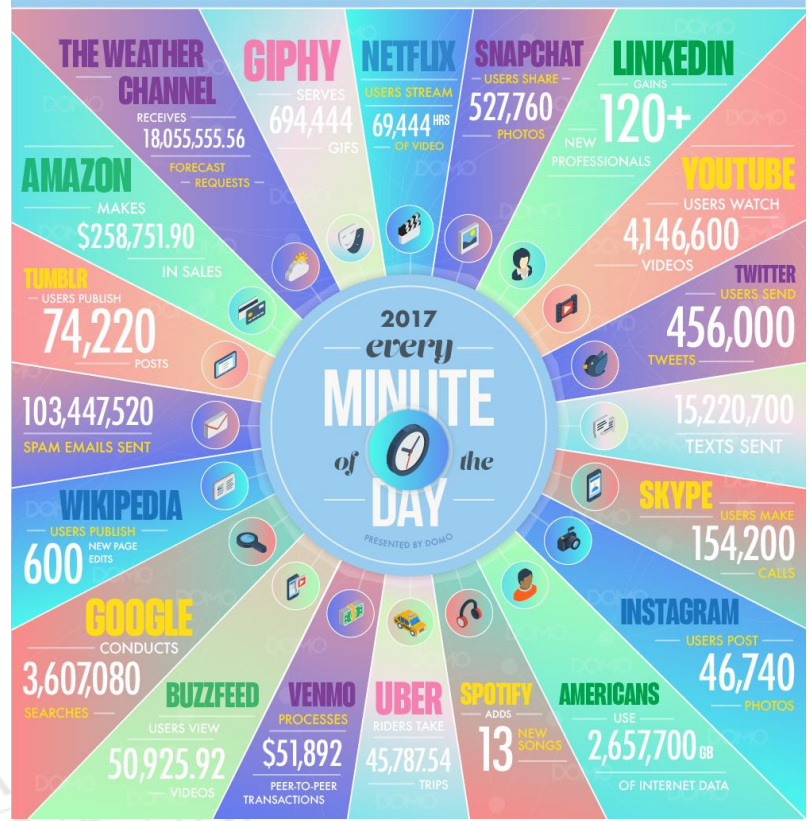 THE WEATHER
CHANNEL
RECEIVES
18,055,555.56
FORECAST
REQUESTS
GIPHY
SERVES
694,444
GIFS
NETFLIX
USERS STREAM
69,444 HRS
OF VIDEO
SNAPCHAT
USERS SHARE
527,760
PHOTOS
LINKEDIN
GAINS
120+
NEW
PROFESSIONALS
YOUTUBE
USERS WATCH
4,146,600
VIDEOS
TWITTER
USERS SEND
456,000
TWEETS
15,220,700
TEXTS SENT
SKYPE
USERS MAKE
154,200
CALLS
INSTAGRAM
USERS POST
46,740
PHOTOS
AMERICANS
USE
2,657,700 GB
OF INTERNET DATA
SPOTIFY
ADDS
13 NEW
SONGS
UBER
RIDERS TAKE
45,787.54
TRIPS
VENMO
PROCESSES
$51,892
PEER-TO-PEER
TRANSACTIONS
BUZZFEED
USERS VIEW
50,925.92
VIDEOS
GOOGLE
CONDUCTS
3,607,080
SEARCHES
WIKIPEDIA
USERS PUBLISH
600 NEW PAGE
EDITS
103,447,520
SPAM EMAILS SENT
TUMBLR
USERS PUBLISH
74,220
POSTS
AMAZON
MAKES
$258,751.90
IN SALES
2017
every
MINUTE
of the
DAY
PRESENTED BY DOMO
DOMO